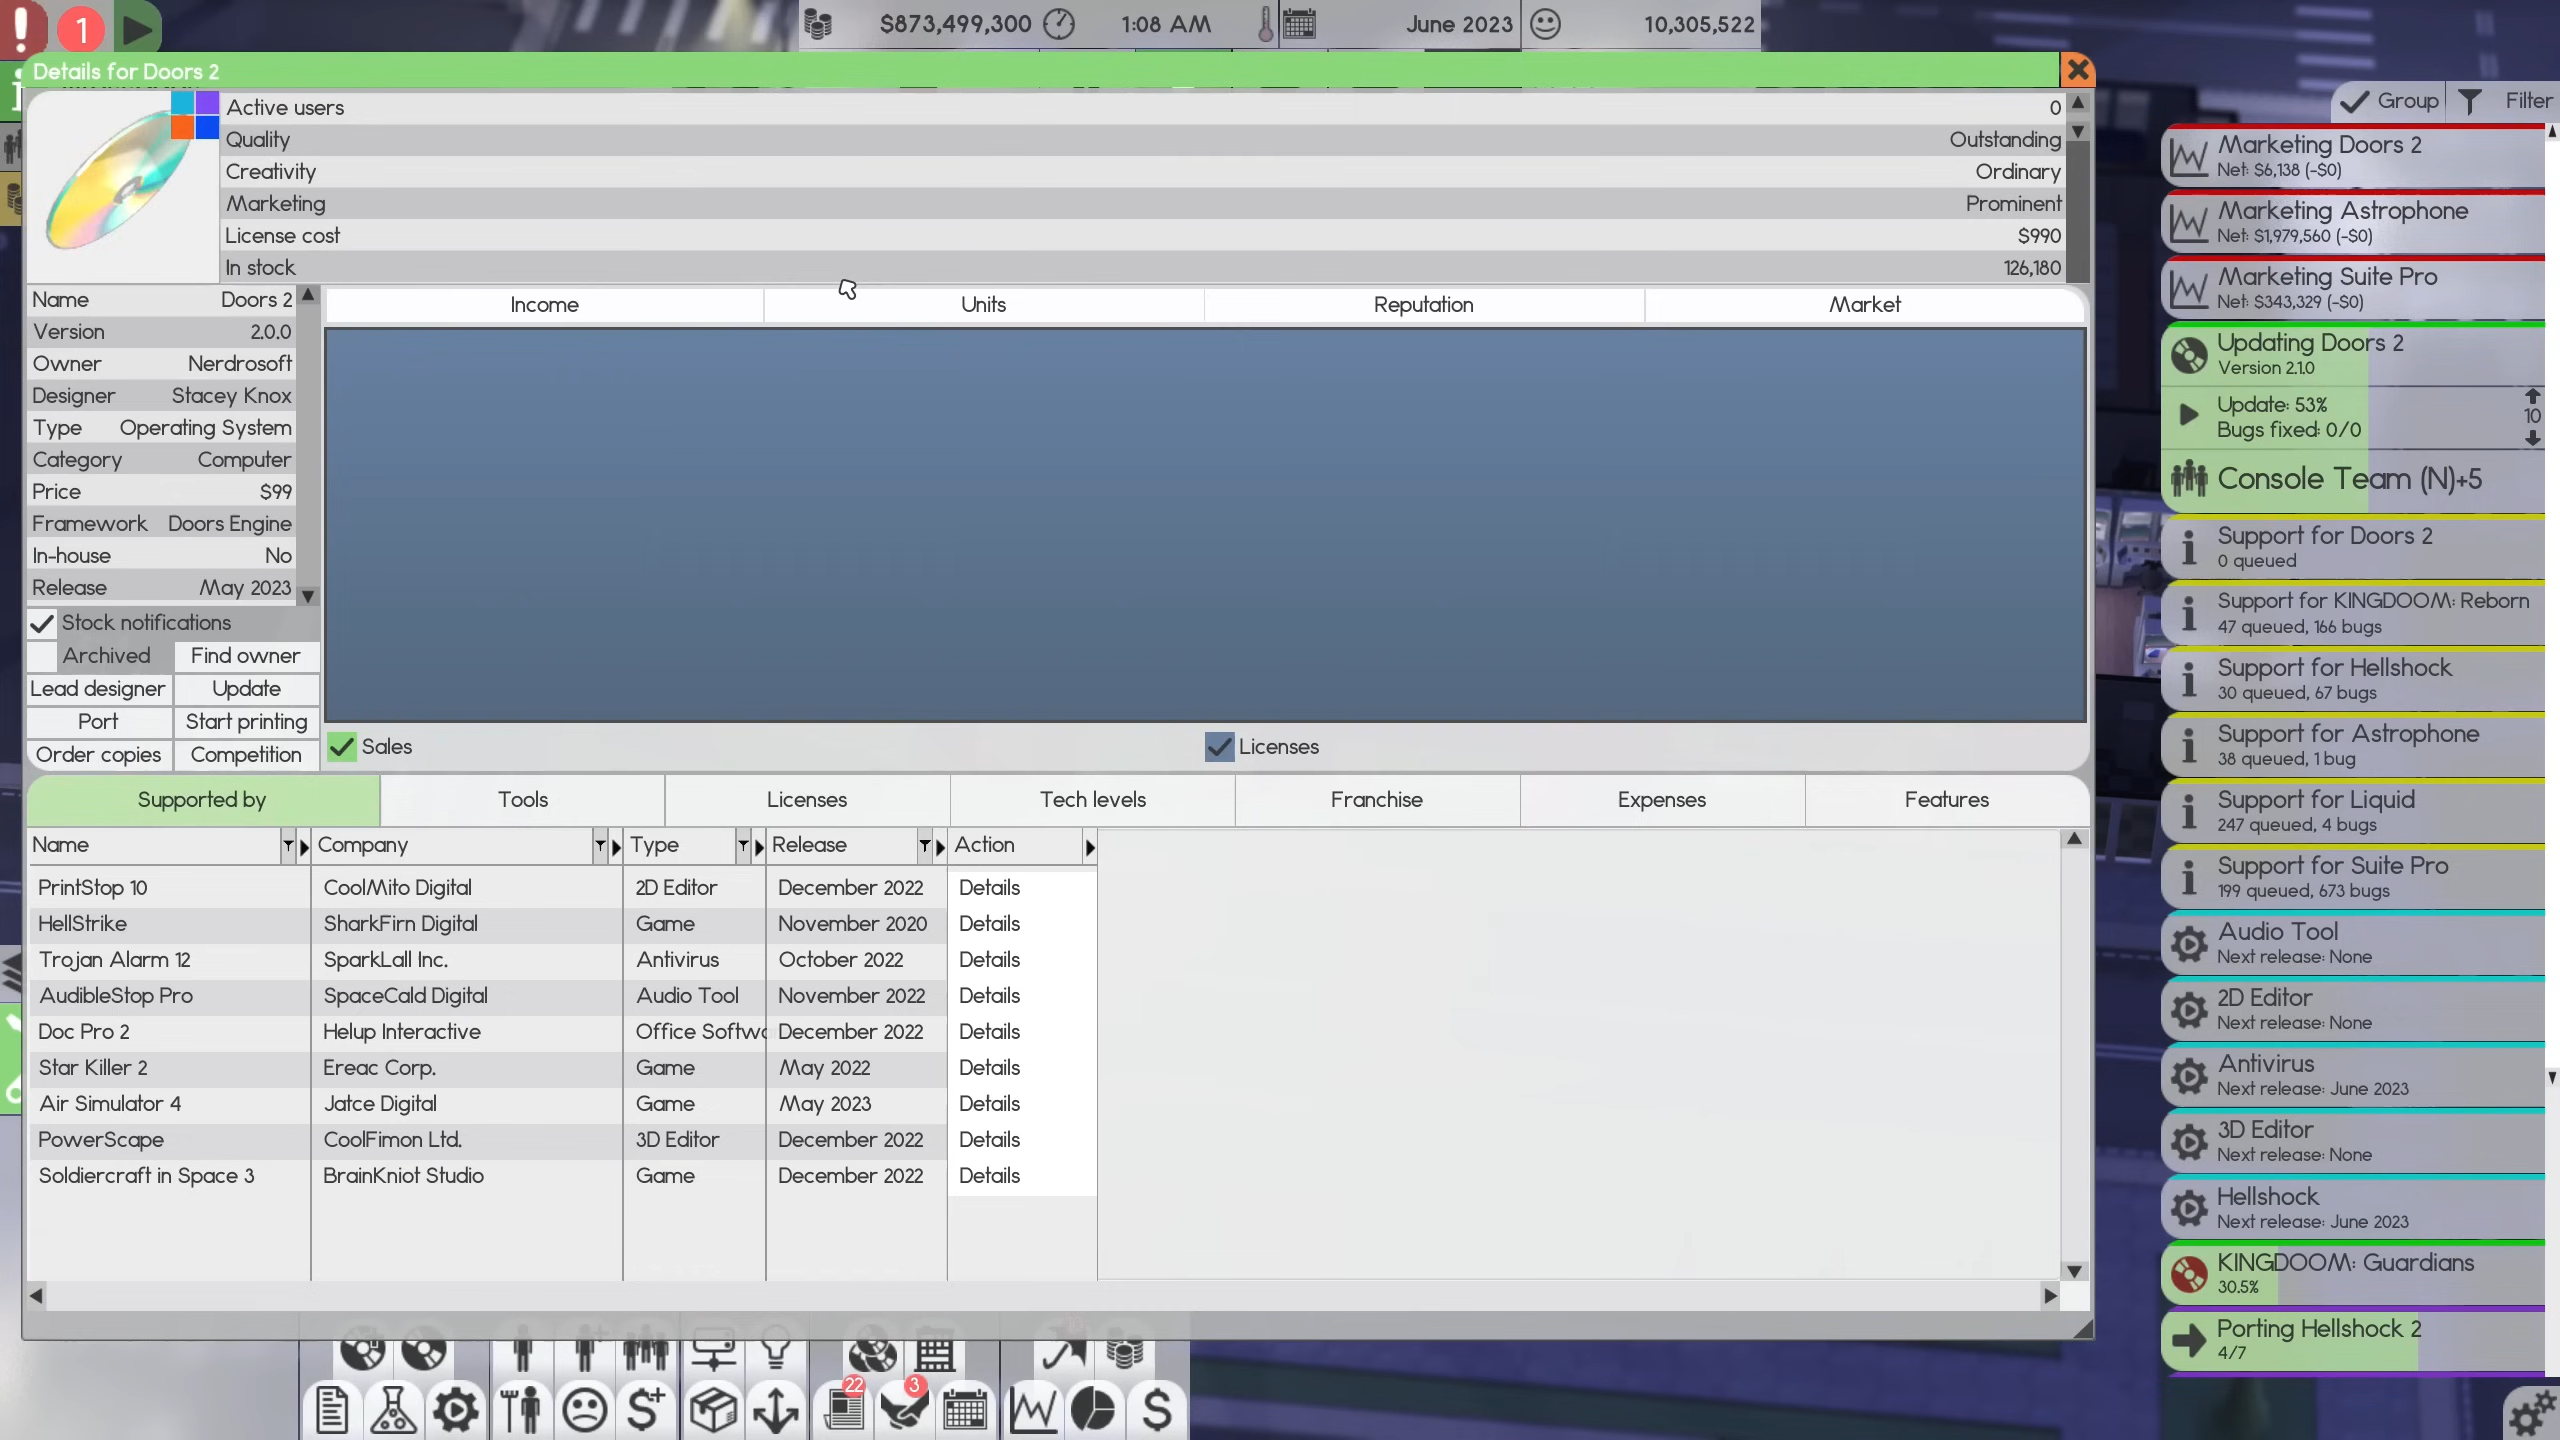 1
$873,499,300
1:08 AM
June 2023
10,305,522
Details for Doors 2
Active users 0
Quality Outstanding
Creativity Ordinary
Marketing Prominent
License cost $990
In stock 126,180
Name Doors 2
Version 2.0.0
Owner Nerdrosoft
Designer Stacey Knox
Type Operating System
Category Computer
Price $99
Framework Doors Engine
In-house No
Release May 2023
Stock notifications
Archived Find owner
Lead designer Update
Port Start printing
Order copies Competition
Income Units Reputation Market
Sales Licenses
Supported by Tools Licenses Tech levels Franchise Expenses Features
Name Company Type Release Action
PrintStop 10 CoolMito Digital 2D Editor December 2022 Details
HellStrike SharkFirn Digital Game November 2020 Details
Trojan Alarm 12 SparkLall Inc. Antivirus October 2022 Details
AudibleStop Pro SpaceCald Digital Audio Tool November 2022 Details
Doc Pro 2 Helup Interactive Office Softw December 2022 Details
Star Killer 2 Ereac Corp. Game May 2022 Details
Air Simulator 4 Jatce Digital Game May 2023 Details
PowerScape CoolFimon Ltd. 3D Editor December 2022 Details
Soldiercraft in Space 3 BrainKniot Studio Game December 2022 Details
Group Filter
Marketing Doors 2
Net: $6,138 (-$0)
Marketing Astrophone
Net: $1,979,560 (-$0)
Marketing Suite Pro
Net: $343,329 (-$0)
Updating Doors 2
Version 2.1.0
Update: 53%
Bugs fixed: 0/0
10
Console Team (N)+5
Support for Doors 2
0 queued
Support for KINGDOOM: Reborn
47 queued, 166 bugs
Support for Hellshock
30 queued, 67 bugs
Support for Astrophone
38 queued, 1 bug
Support for Liquid
247 queued, 4 bugs
Support for Suite Pro
199 queued, 673 bugs
Audio Tool
Next release: None
2D Editor
Next release: None
Antivirus
Next release: June 2023
3D Editor
Next release: None
Hellshock
Next release: June 2023
KINGDOOM: Guardians
30.5%
Porting Hellshock 2
4/7
22
3